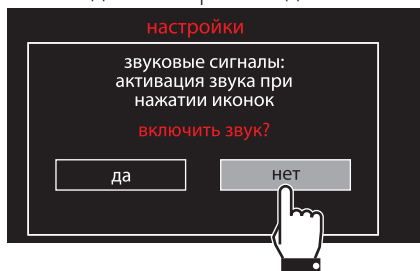 настройки
звуковые сигналы:
активация звука при
нажатии иконок
включить звук?
да
нет